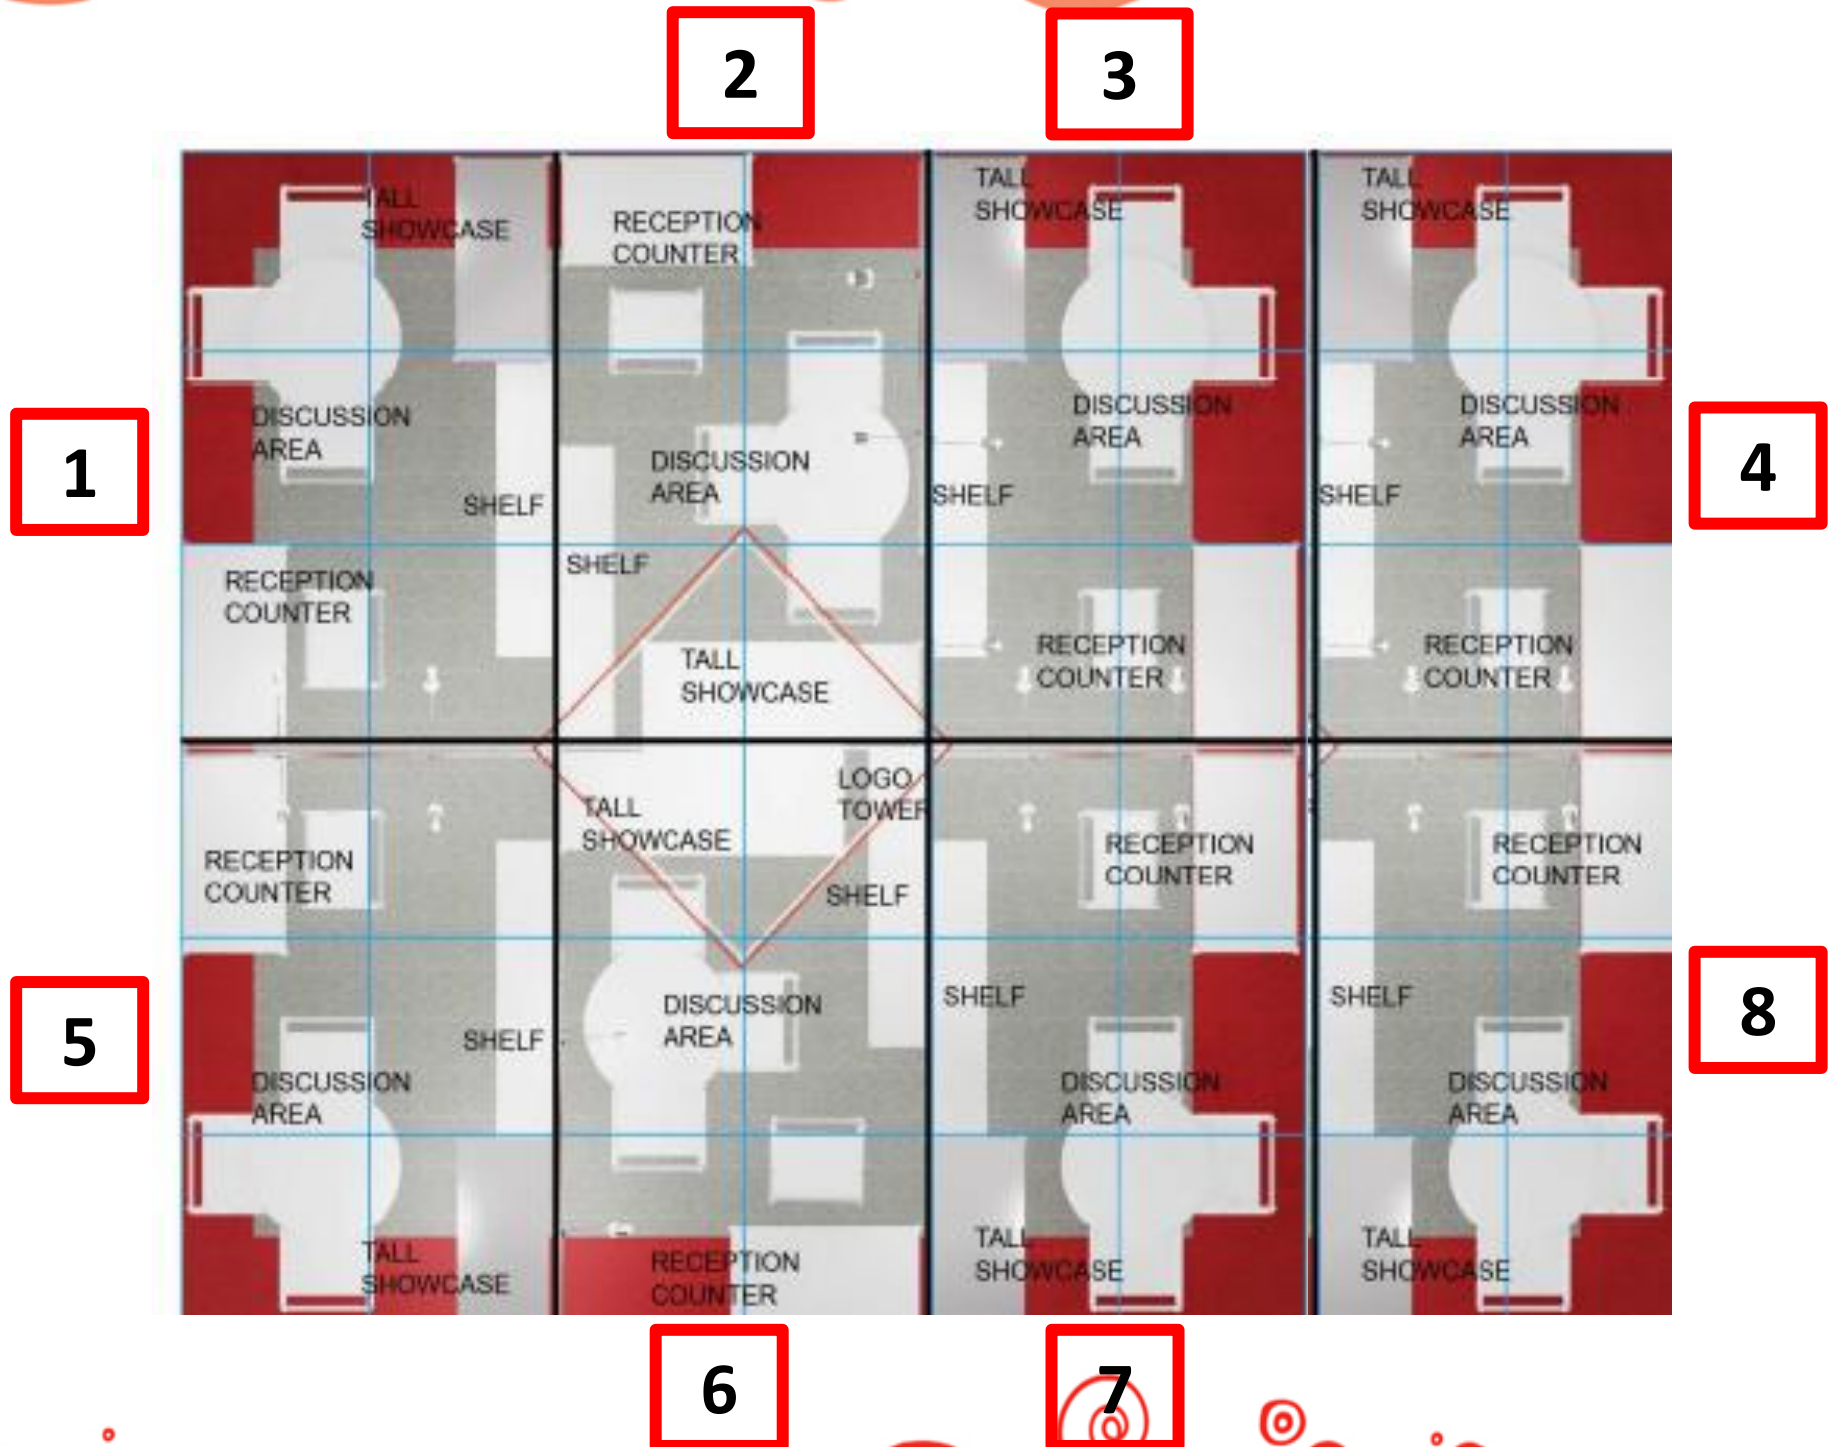 2
3
TALL
SHOWCASE
DISCUSSION
AREA
SHELF
RECEPTION
COUNTER
RECEPTION
COUNTER
DISCUSSION
AREA
SHELF
TALL
SHOWCASE
TALL
SHOWCASE
DISCUSSION
AREA
SHELF
RECEPTION
COUNTER
TALL
SHOWCASE
DISCUSSION
AREA
SHELF
RECEPTION
COUNTER
1
4
RECEPTION
COUNTER
SHELF
DISCUSSION
AREA
TALL
SHOWCASE
LOGO
TOWER
TALL
SHOWCASE
SHELF
DISCUSSION
AREA
RECEPTION
COUNTER
RECEPTION
COUNTER
SHELF
DISCUSSION
AREA
TALL
SHOWCASE
RECEPTION
COUNTER
SHELF
DISCUSSION
AREA
TALL
SHOWCASE
5
8
6
7